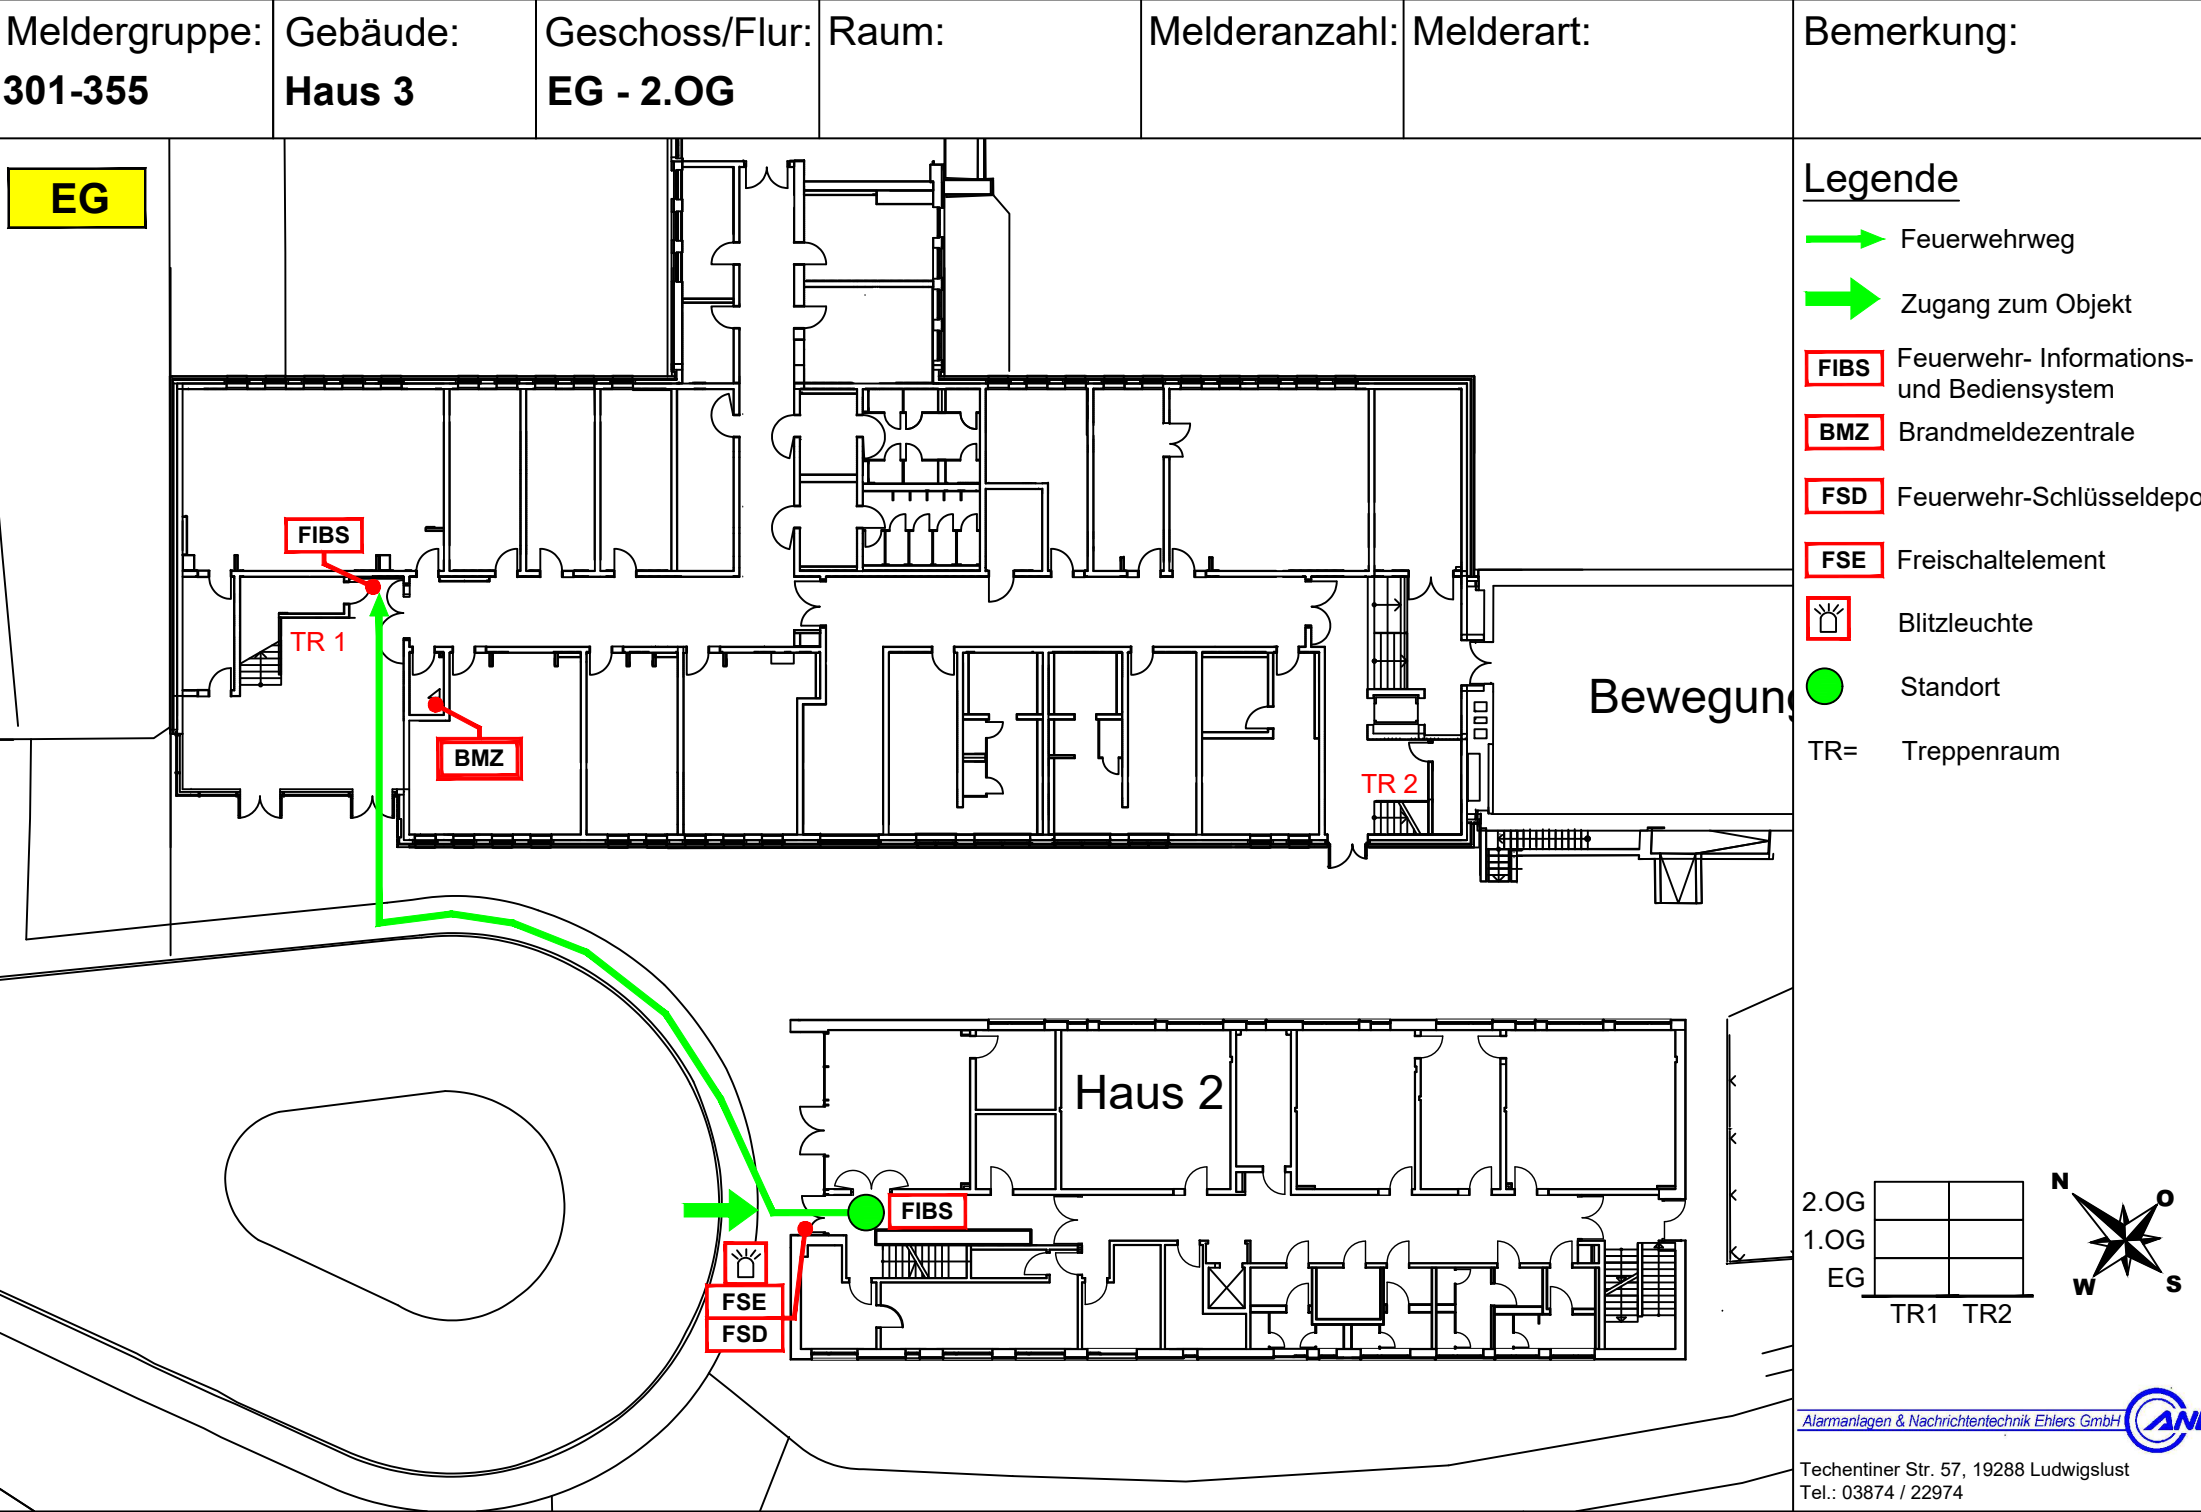 Meldergruppe:
301-355
Gebäude:
Haus 3
Geschoss/Flur:
EG - 2.OG
Raum:
Melderanzahl:
Melderart:
Bemerkung:
EG
FIBS
TR 1
BMZ
TR 2
Bewegung
Haus 2
FIBS
FSE
FSD
Legende
Feuerwehrweg
Zugang zum Objekt
FIBS Feuerwehr- Informations-
und Bediensystem
BMZ Brandmeldezentrale
FSD Feuerwehr-Schlüsseldepo
FSE Freischaltelement
Blitzleuchte
Standort
TR= Treppenraum
2.OG
1.OG
EG
TR1 TR2
N
O
W
S
Alarmanlagen & Nachrichtentechnik Ehlers GmbH
ANE
Techentiner Str. 57, 19288 Ludwigslust
Tel.: 03874 / 22974